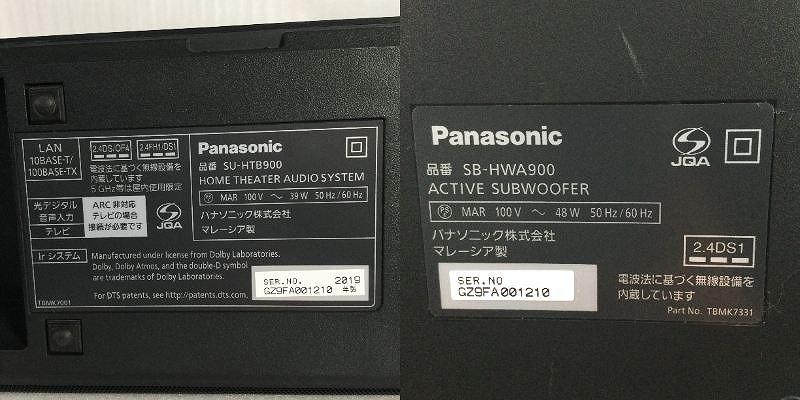 LAN
10BASE-T/
100BASE-TX
2.4DS/OF4
2.4FH1/DS1
電波法に基づく無線設備を
内蔵しています
5 GHz帯は屋内使用限定
光デジタル
音声入力
テレビ
ARC 非対応
テレビの場合
接続が必要です
JQA
Ir システム
Manufactured under license from Dolby Laboratories.
Dolby, Dolby Atmos, and the double-D symbol
are trademarks of Dolby Laboratories.
For DTS patents, see http://patents.dts.com.
TBMK7001
Panasonic
品番 SU-HTB900
HOME THEATER AUDIO SYSTEM
PS E MAR 100 V ～ 39 W 50 Hz/60 Hz
パナソニック株式会社
マレーシア製
SER.NO. 2019
GZ9FA001210 年製
Panasonic
JQA
品番 SB-HWA900
ACTIVE SUBWOOFER
PS E MAR 100 V ～ 48 W 50 Hz/60 Hz
パナソニック株式会社
マレーシア製
2.4DS1
SER.NO
GZ9FA001210
電波法に基づく無線設備を
内蔵しています
Part No. TBMK7331